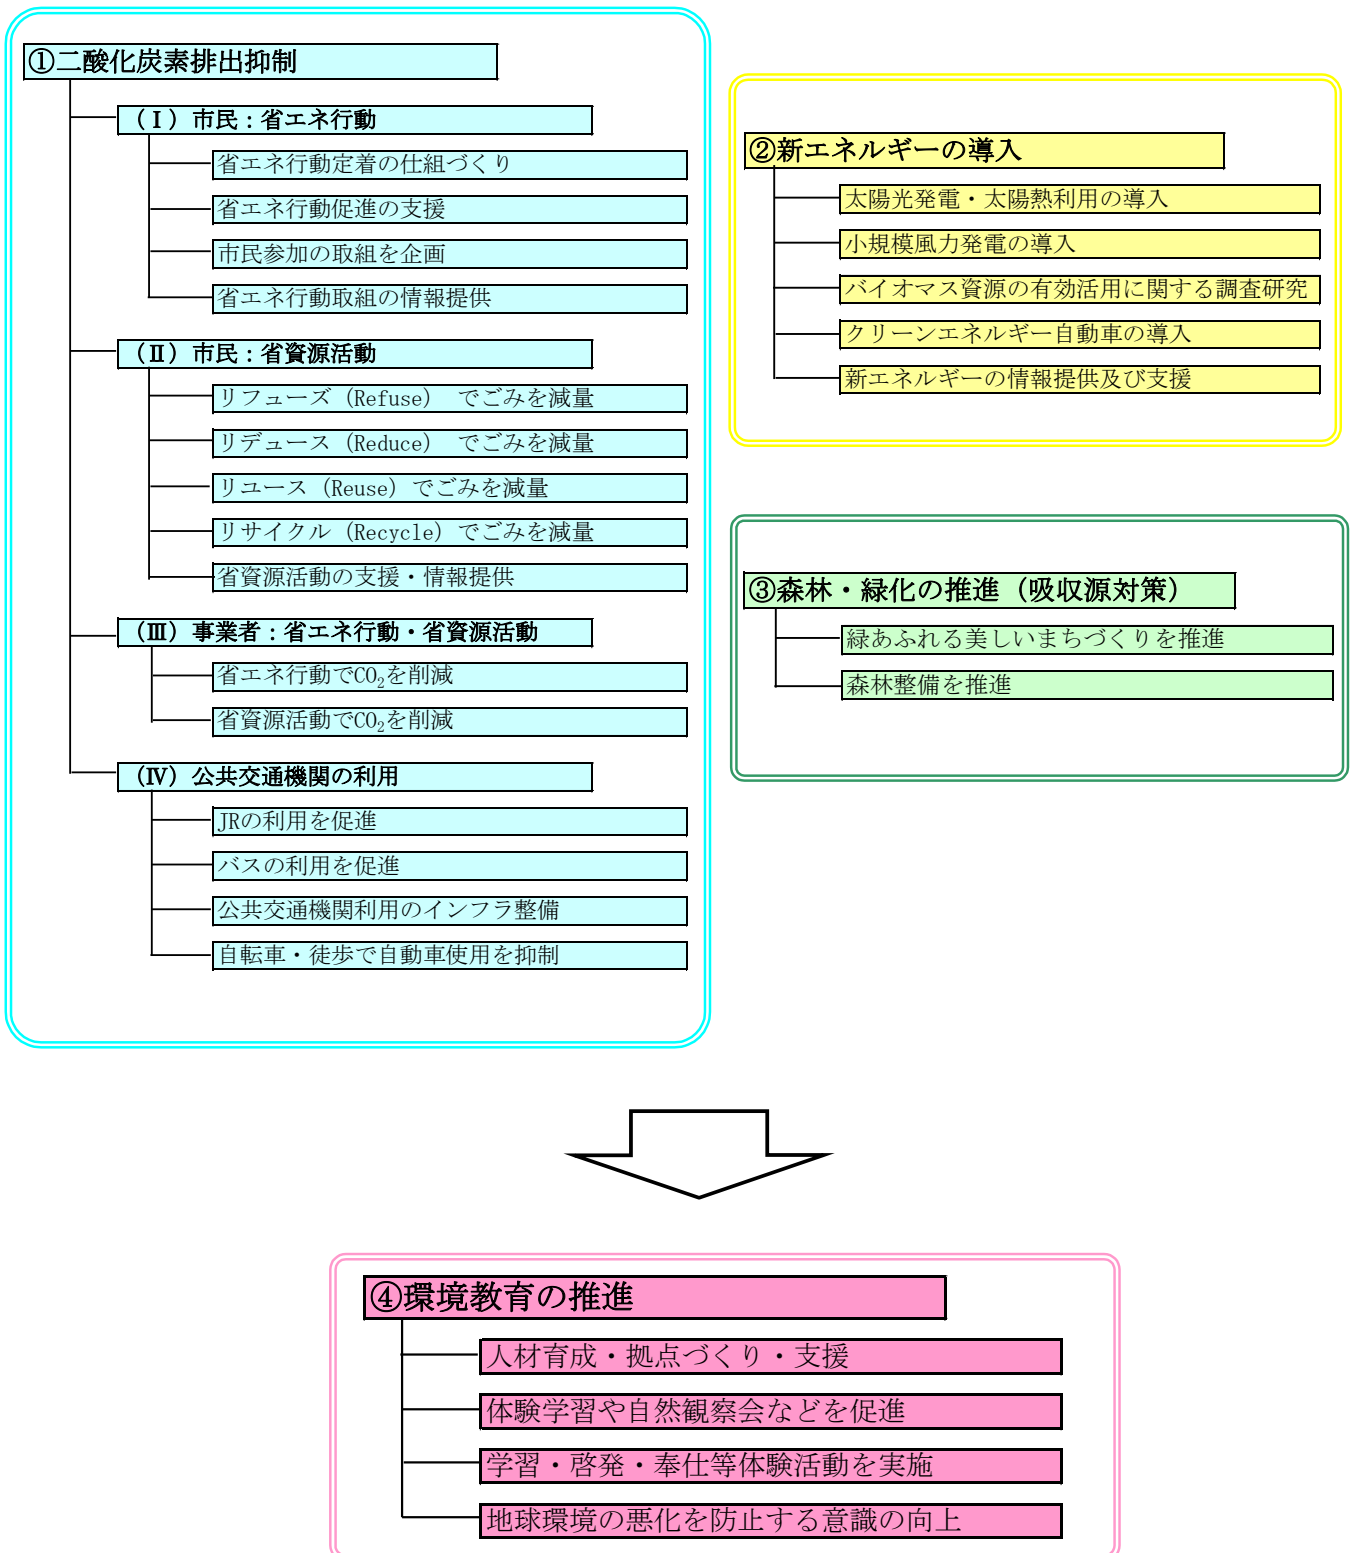 ①二酸化炭素排出抑制
（Ⅰ）市民：省エネ行動
省エネ行動定着の仕組づくり
省エネ行動促進の支援
市民参加の取組を企画
省エネ行動取組の情報提供
（Ⅱ）市民：省資源活動
リフューズ（Refuse） でごみを減量
リデュース（Reduce） でごみを減量
リユース（Reuse）でごみを減量
リサイクル（Recycle）でごみを減量
省資源活動の支援・情報提供
（Ⅲ）事業者：省エネ行動・省資源活動
省エネ行動でCO₂を削減
省資源活動でCO₂を削減
（Ⅳ）公共交通機関の利用
JRの利用を促進
バスの利用を促進
公共交通機関利用のインフラ整備
自転車・徒歩で自動車使用を抑制
②新エネルギーの導入
太陽光発電・太陽熱利用の導入
小規模風力発電の導入
バイオマス資源の有効活用に関する調査研究
クリーンエネルギー自動車の導入
新エネルギーの情報提供及び支援
③森林・緑化の推進（吸収源対策）
緑あふれる美しいまちづくりを推進
森林整備を推進
④環境教育の推進
人材育成・拠点づくり・支援
体験学習や自然観察会などを促進
学習・啓発・奉仕等体験活動を実施
地球環境の悪化を防止する意識の向上